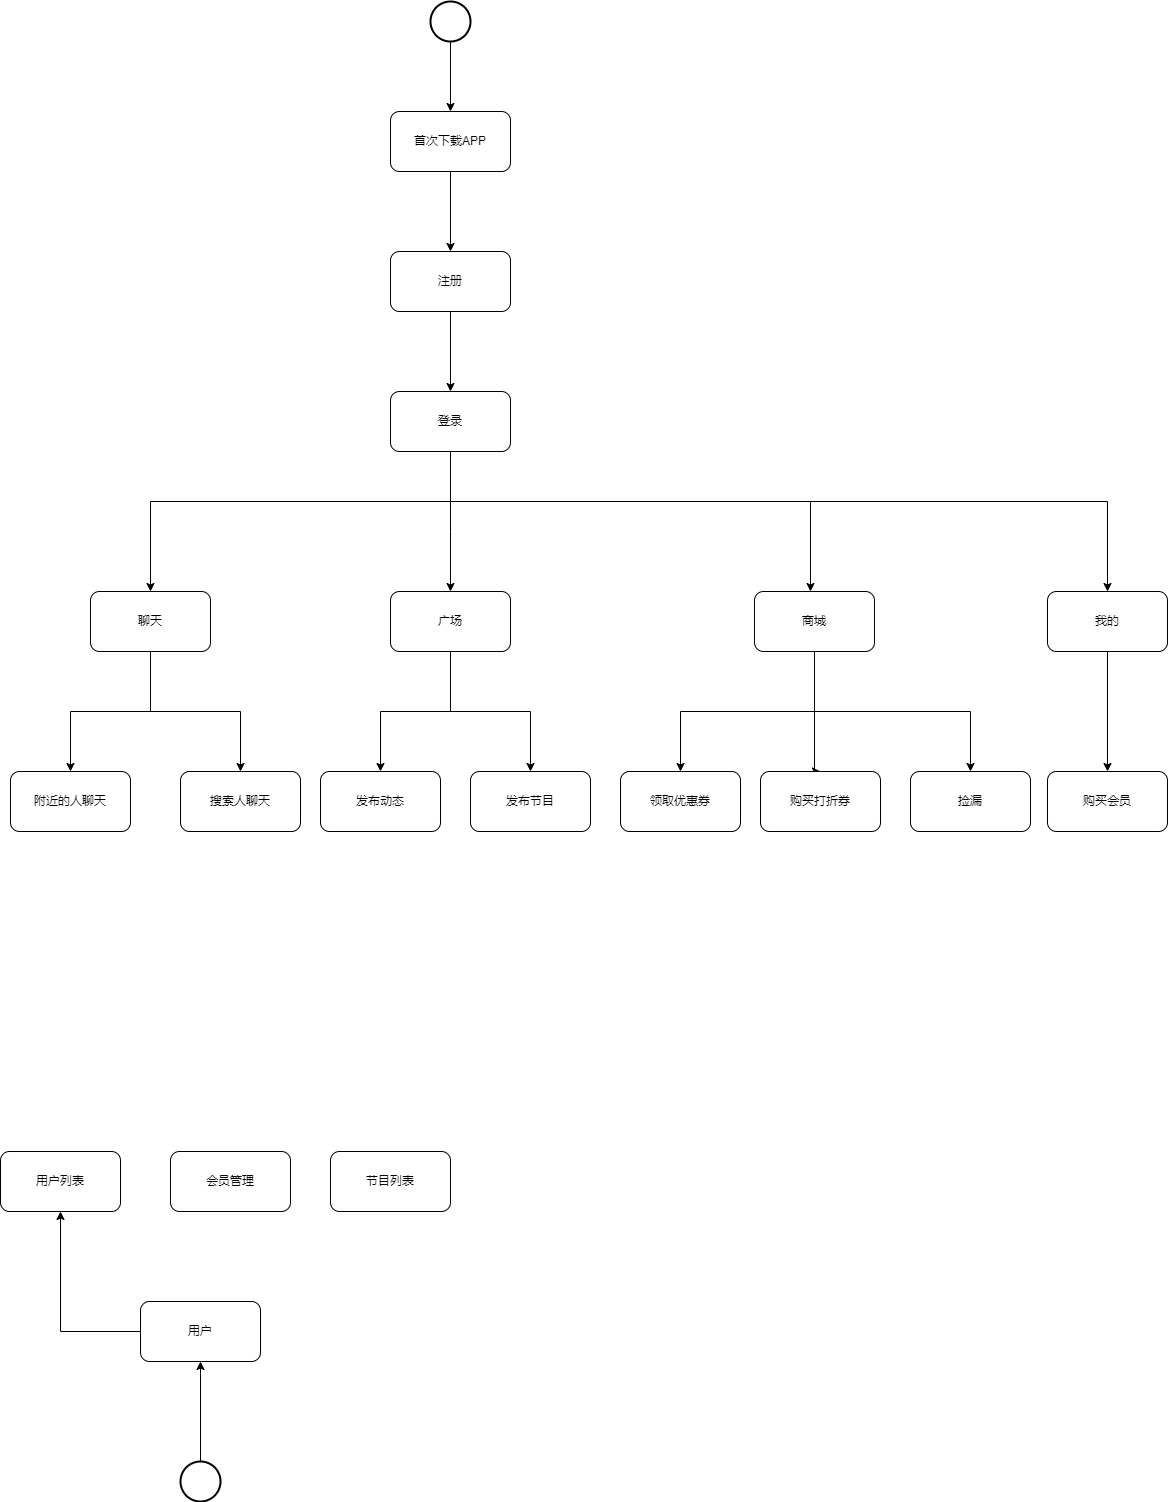 首次下载APP
注册
登录
聊天
广场
商城
我的
附近的人聊天
搜索人聊天
发布动态
发布节目
领取优惠券
购买打折券
捡漏
购买会员
用户列表
会员管理
节目列表
用户